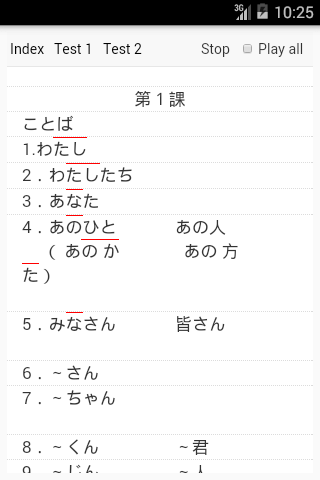 3G 10:25
Index Test 1 Test 2 Stop Play all
第 1 課
ことば
1.わたし
2．わたしたち
3．あなた
4．あのひと あの人
( あの か あの 方
た )
5．みなさん 皆さん
6．～さん
7．～ちゃん
8．～くん ～君
9．～じん ～人